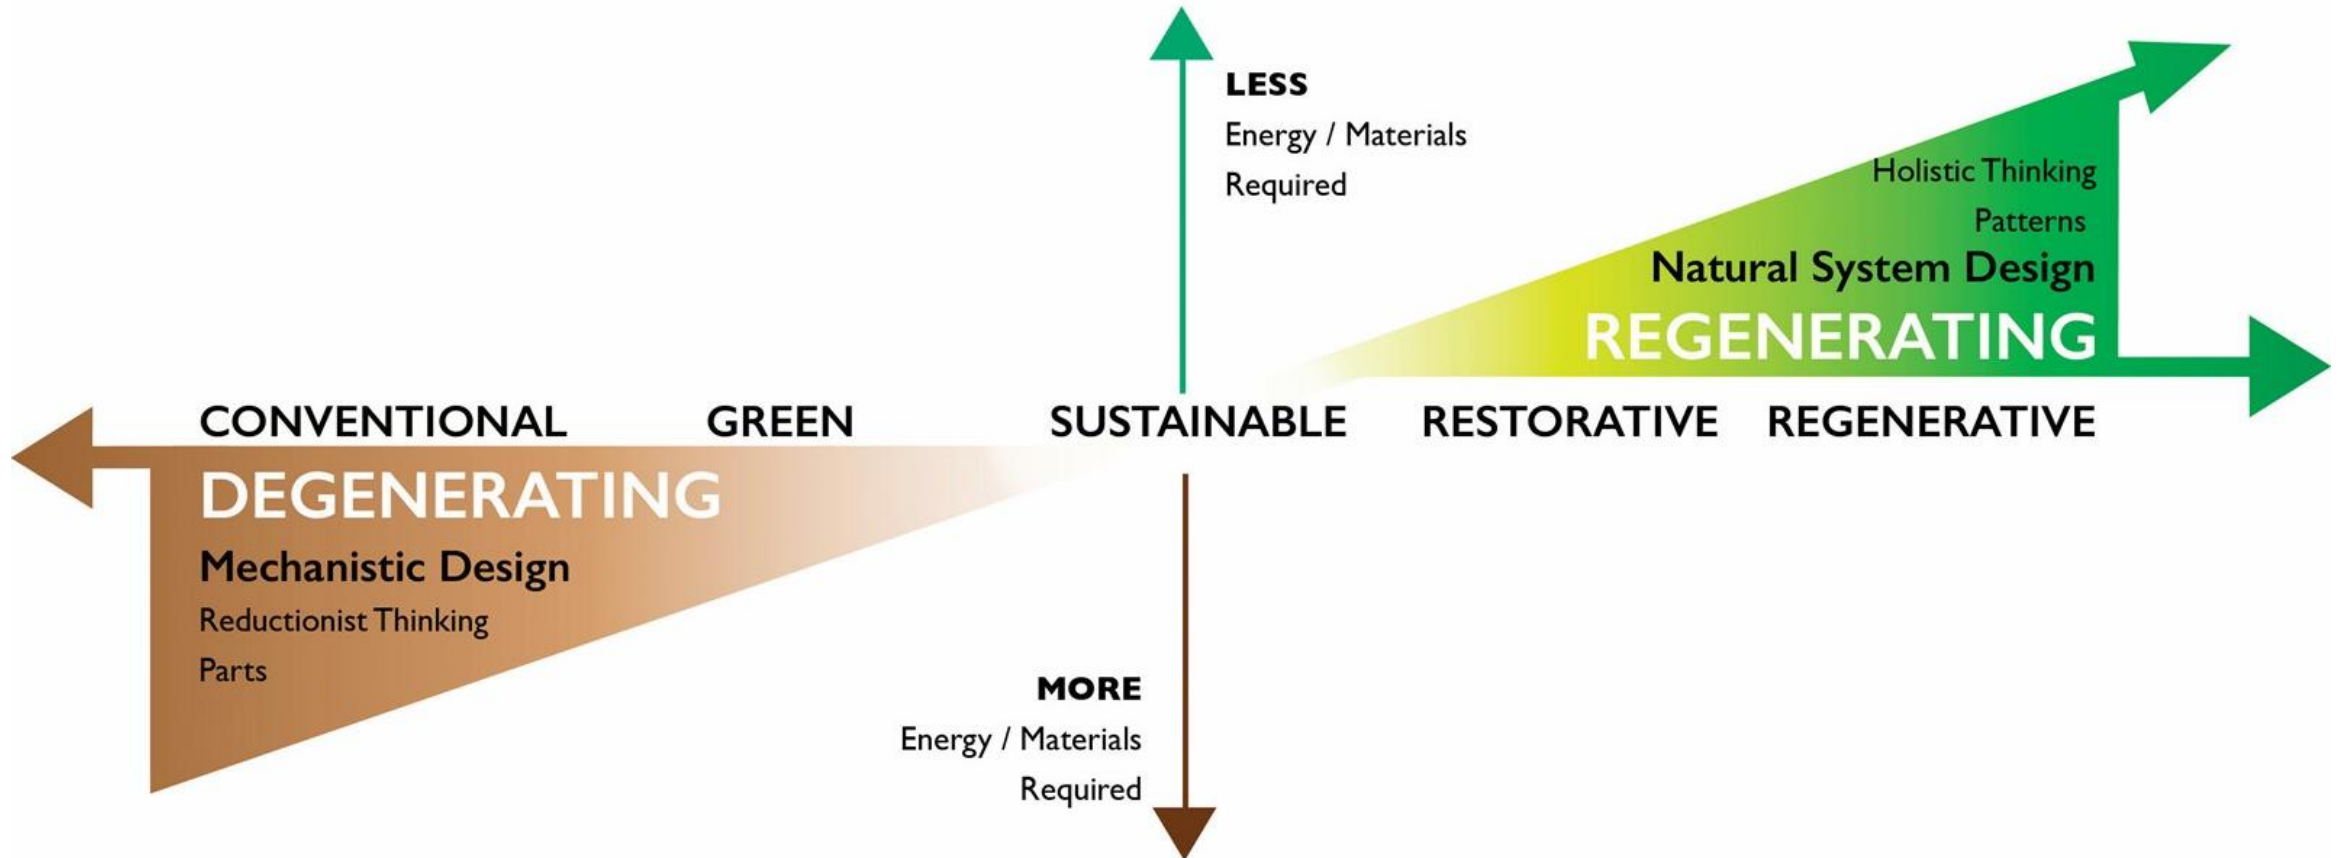 LESS
Energy / Materials
Required
Holistic Thinking
Patterns
Natural System Design
REGENERATING
CONVENTIONAL GREEN SUSTAINABLE RESTORATIVE REGENERATIVE
DEGENERATING
Mechanistic Design
Reductionist Thinking
Parts
MORE
Energy / Materials
Required